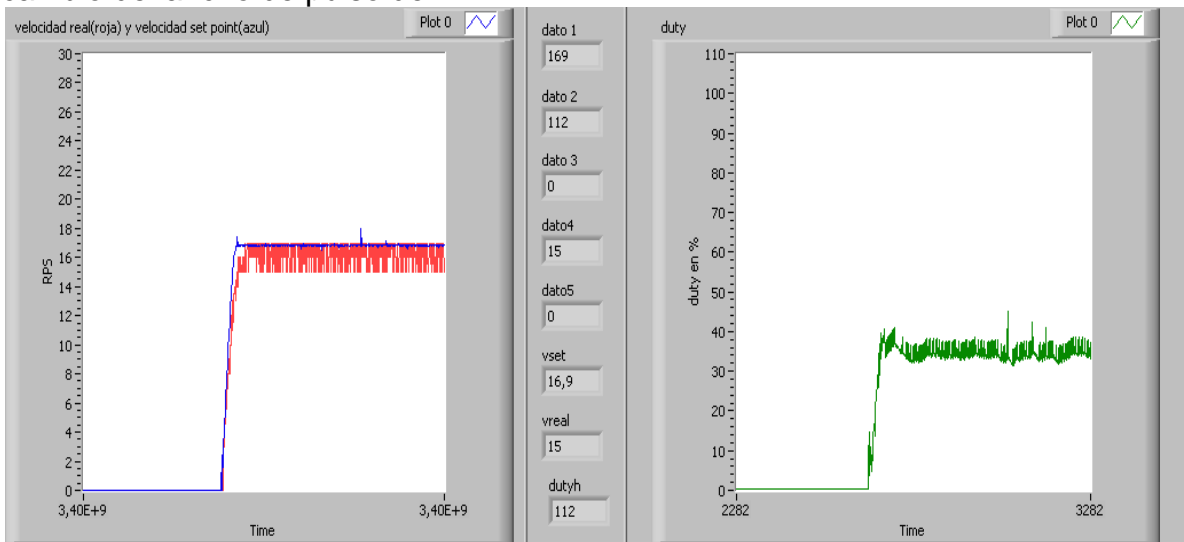 velocidad real(roja) y velocidad set point(azul)
Plot 0
30
28
26
24
22
20
18
16
14
12
10
8
6
4
2
0
RPS
3,40E+9
3,40E+9
Time
dato 1
169
dato 2
112
dato 3
0
dato4
15
dato5
0
vset
16,9
vreal
15
dutyh
112
duty
Plot 0
110
100
90
80
70
60
50
40
30
20
10
0
duty en %
2282
3282
Time